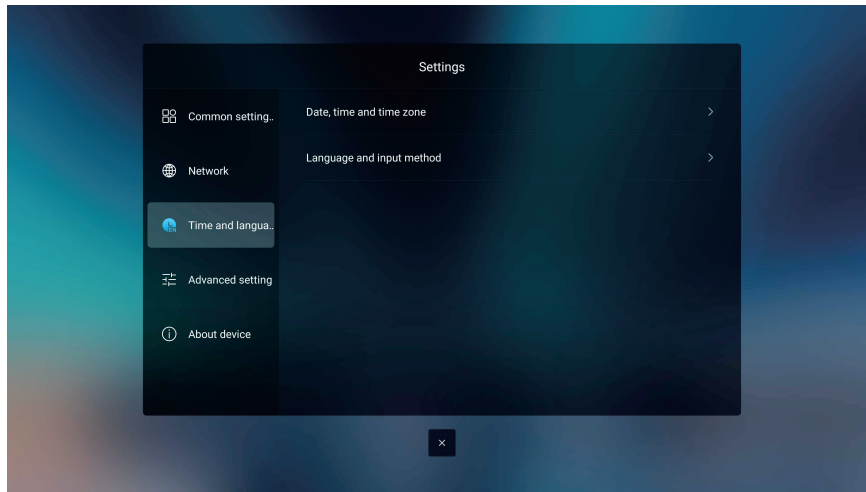 Settings
Common setting..
Network
Time and langua..
Advanced setting
About device
Date, time and time zone
Language and input method